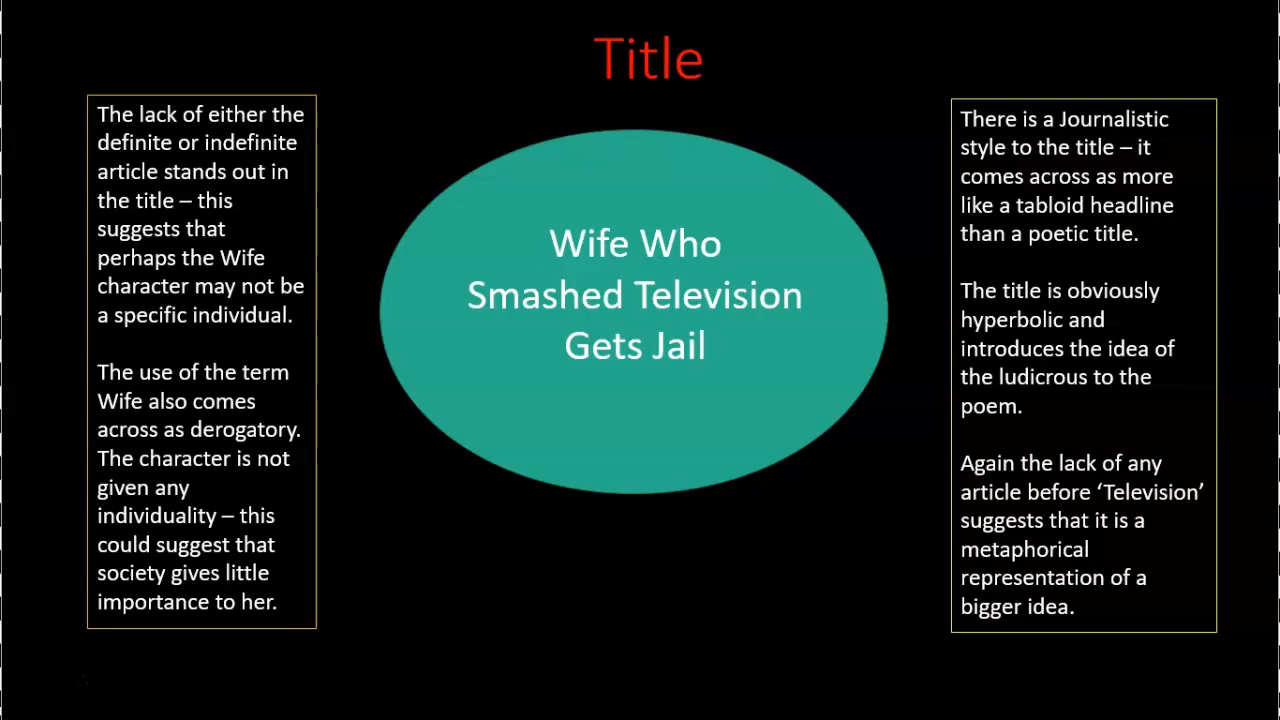 Title
The lack of either the
definite or indefinite
article stands out in
the title – this
suggests that
perhaps the Wife
character may not be
a specific individual.
The use of the term
Wife also comes
across as derogatory.
The character is not
given any
individuality – this
could suggest that
society gives little
importance to her.
Wife Who
Smashed Television
Gets Jail
There is a Journalistic
style to the title – it
comes across as more
like a tabloid headline
than a poetic title.
The title is obviously
hyperbolic and
introduces the idea of
the ludicrous to the
poem.
Again the lack of any
article before ‘Television’
suggests that it is a
metaphorical
representation of a
bigger idea.